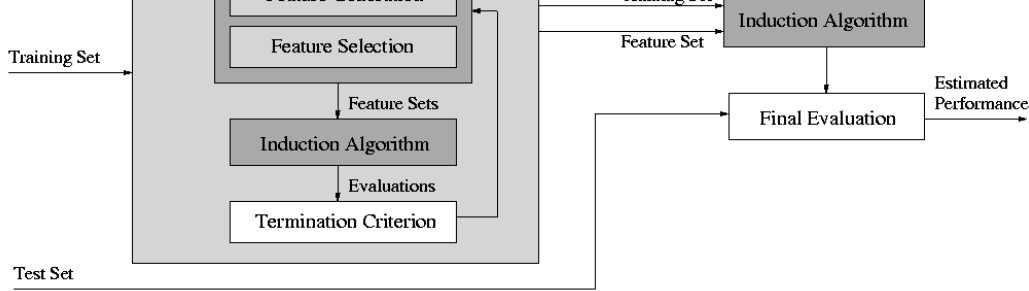 Feature Selection
Training Set
Feature Sets
Induction Algorithm
Evaluations
Termination Criterion
Test Set
Feature Set
Induction Algorithm
Final Evaluation
Estimated
Performance